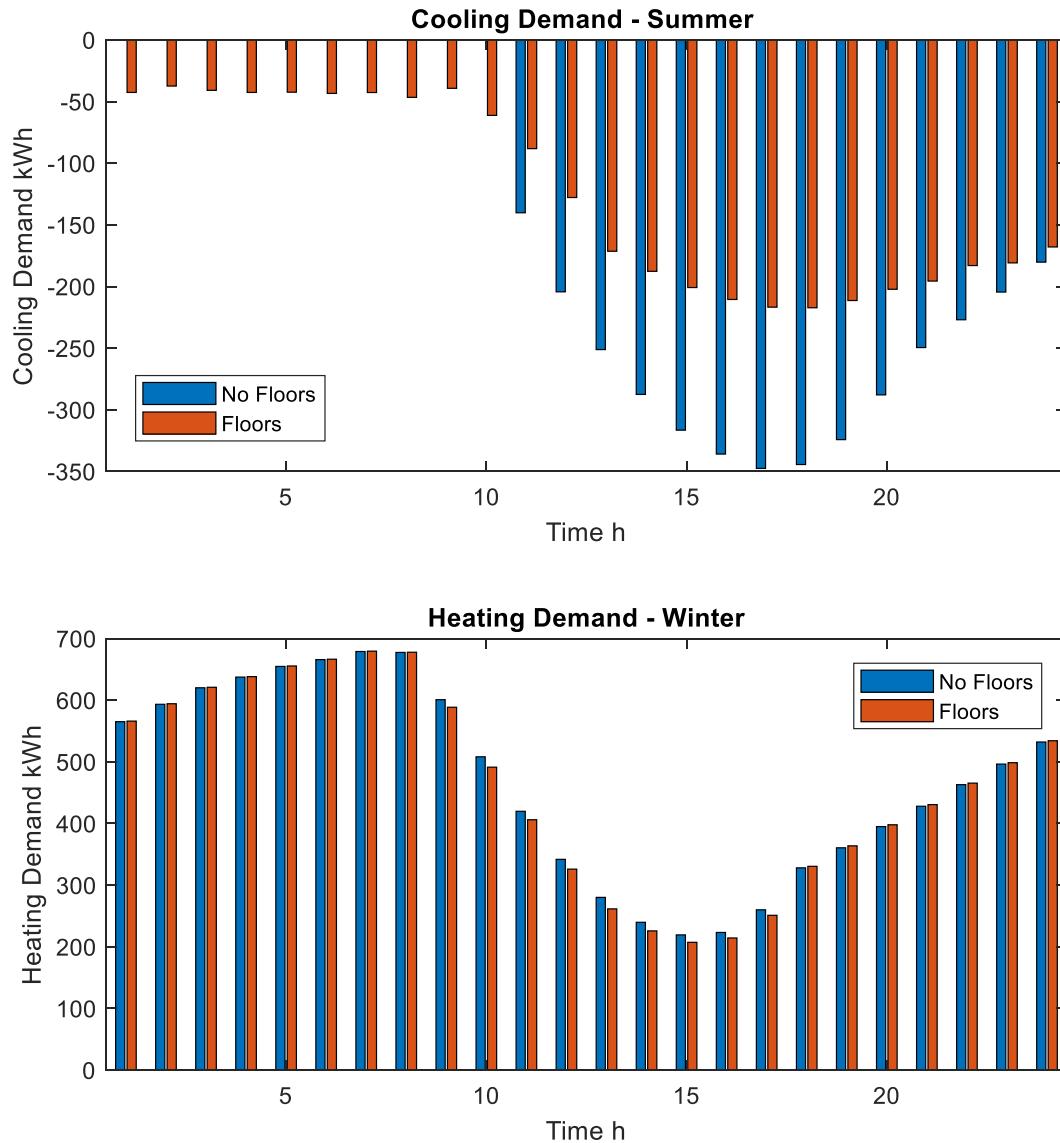 Cooling Demand - Summer
0
-50
-100
-150
-200
-250
-300
-350
Cooling Demand kWh
No Floors
Floors
5
10
15
20
Time h
Heating Demand - Winter
700
600
500
400
300
200
100
0
Heating Demand kWh
No Floors
Floors
5
10
15
20
Time h